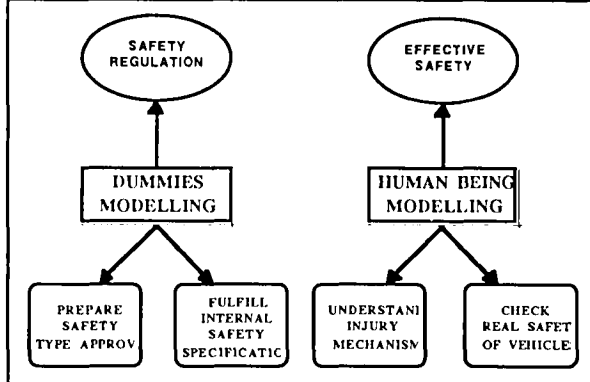 SAFETY
REGULATION
EFFECTIVE
SAFETY
DUMMIES
MODELLING
HUMAN BEING
MODELLING
PREPARE
SAFETY
TYPE APPROV
FULFILL
INTERNAL
SAFETY
SPECIFICATIC
UNDERSTANI
INJURY
MECHANISM
CHECK
REAL SAFET
OF VEHICLE